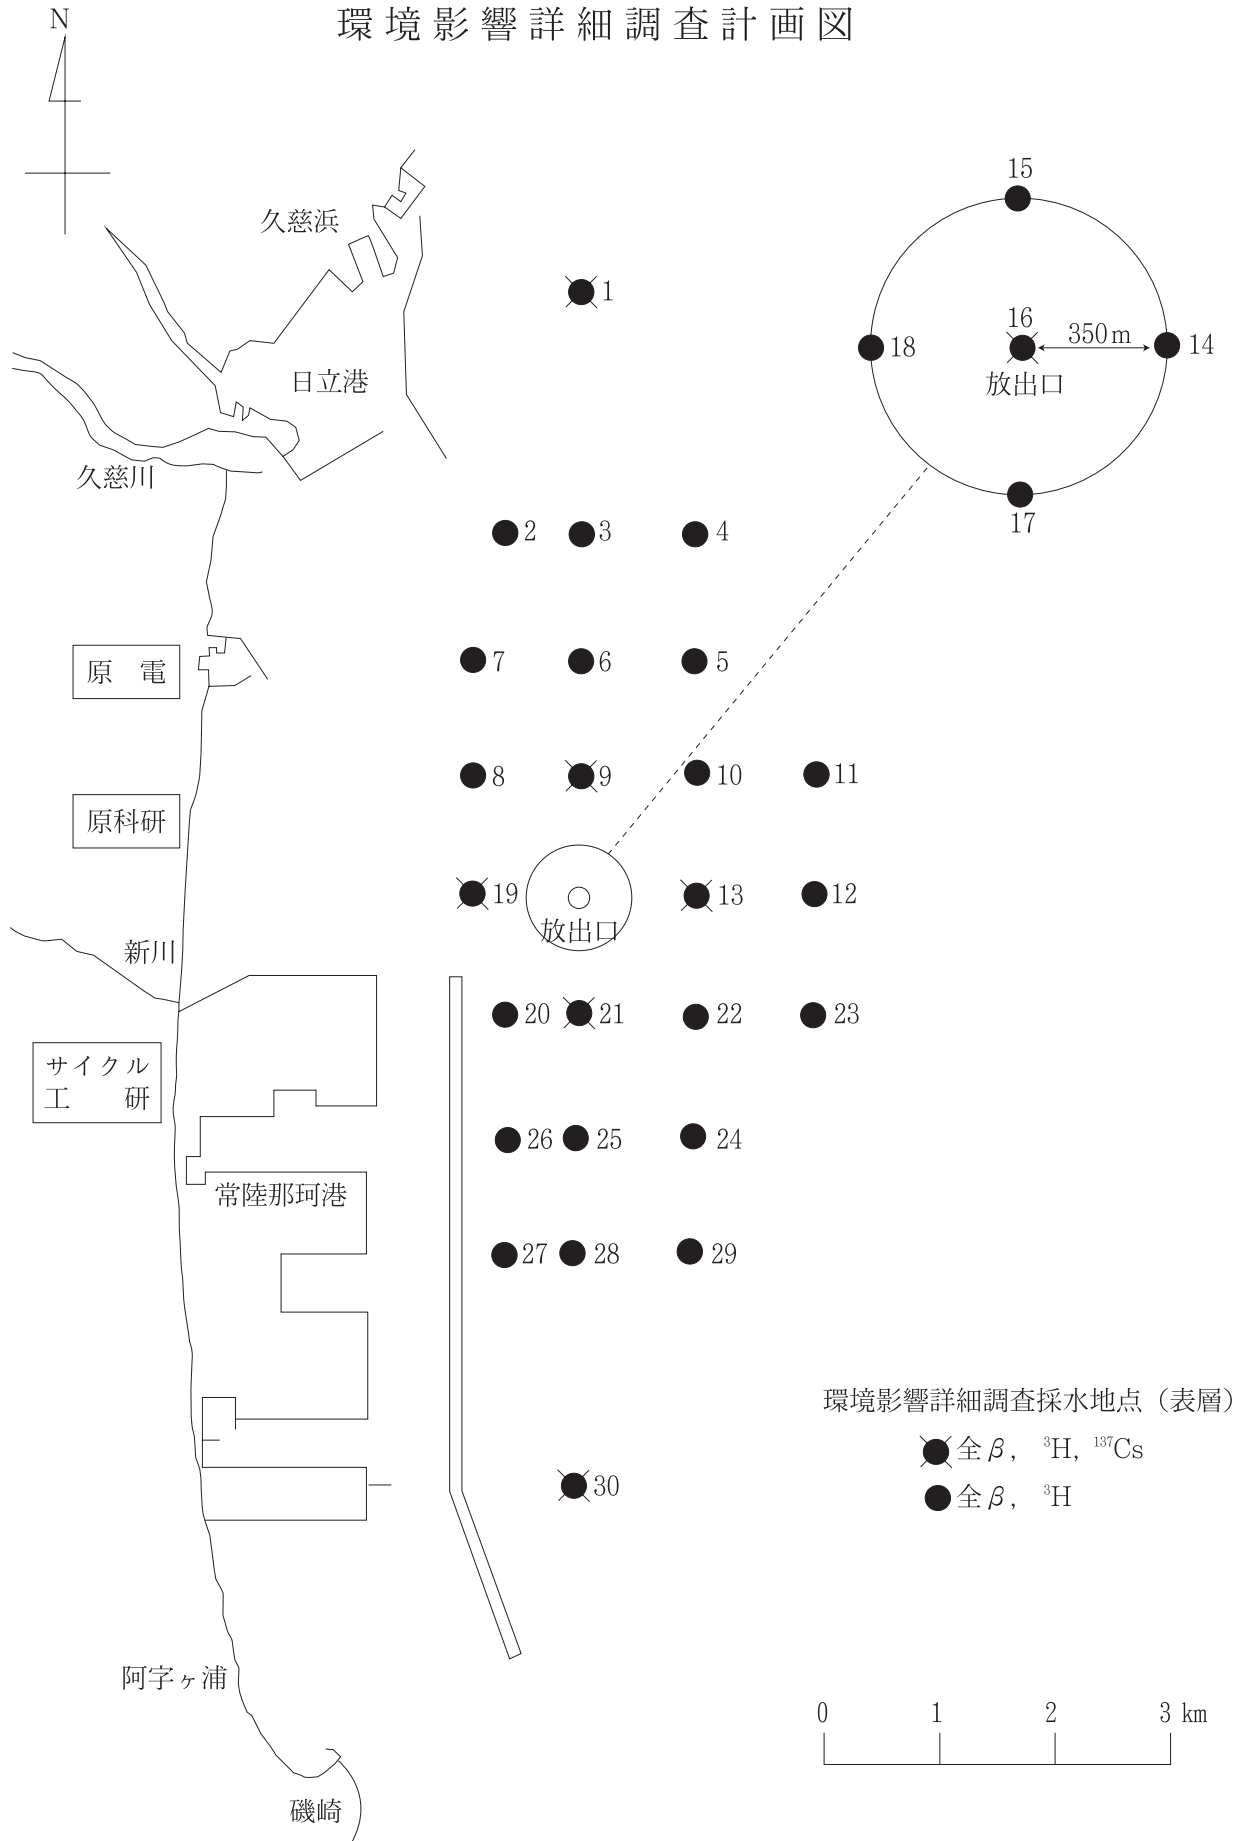 環境影響詳細調査計画図
N
久慈浜
15
1
16
350m
18
14
放出口
日立港
17
久慈川
2
3
4
原 電
7
6
5
8
9
10
11
原科研
19
13
12
放出口
新川
20
21
22
23
サイクル
工 研
26
25
24
常陸那珂港
27
28
29
環境影響詳細調査採水地点（表層）
全β, ³H, ¹³⁷Cs
30
全β, ³H
阿字ヶ浦
0 1 2 3 km
磯崎